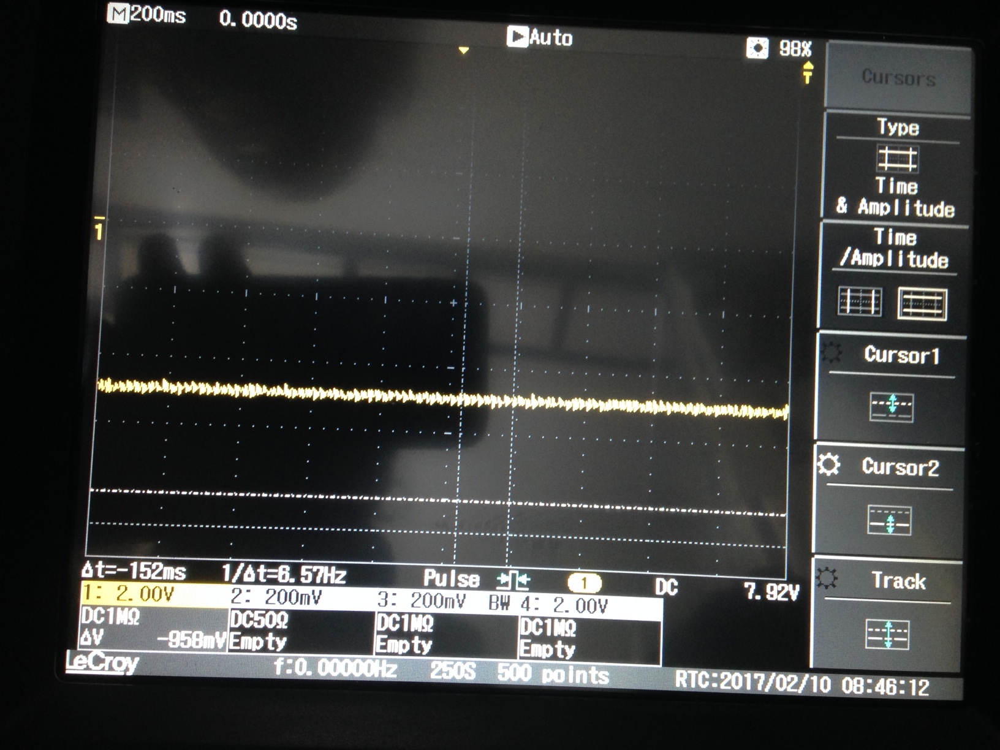 M 200ms 0.0000s Auto 98%
T
Cursors
Type
Time
& Amplitude
Time
/Amplitude
1
Cursor1
Cursor2
Track
Δt=-152ms 1/Δt=6.57Hz Pulse 1 DC 7.92V
1: 2.00V 2: 200mV 3: 200mV BW 4: 2.00V
DC1MΩ DC50Ω DC1MΩ DC1MΩ
ΔV -958mV Empty Empty Empty
LeCroy f:0.00000Hz 250S 500 points RTC:2017/02/10 08:46:12